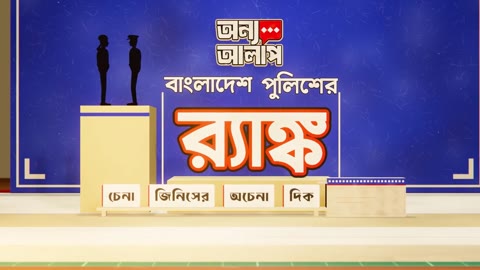 অন্য
আলাপ
বাংলাদেশ পুলিশের
র‍্যাঙ্ক
চেনা জিনিসের অচেনা দিক